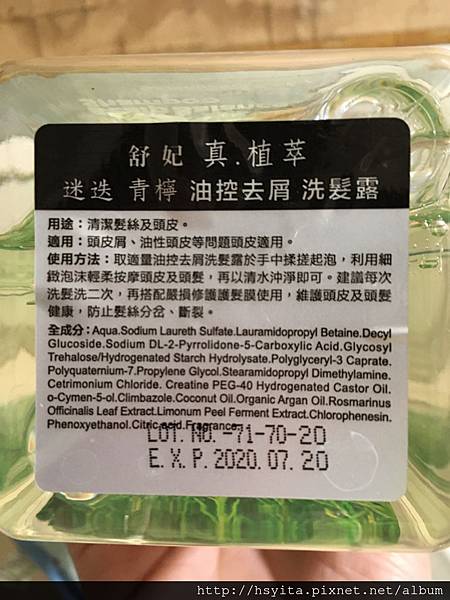 舒妃 真.植萃
迷迭 青檸 油控去屑 洗髮露
用途：清潔髮絲及頭皮。
適用：頭皮屑、油性頭皮等問題頭皮適用。
使用方法：取適量油控去屑洗髮露於手中揉搓起泡，利用細
緻泡沫輕柔按摩頭皮及頭髮，再以清水沖淨即可。建議每次
洗髮洗二次，再搭配嚴損修護護髮膜使用，維護頭皮及頭髮
健康，防止髮絲分岔、斷裂。
全成分：Aqua.Sodium Laureth Sulfate.Lauramidopropyl Betaine.Decyl
Glucoside.Sodium DL-2-Pyrrolidone-5-Carboxylic Acid.Glycosyl
Trehalose/Hydrogenated Starch Hydrolysate.Polyglyceryl-3 Caprate.
Polyquaternium-7.Propylene Glycol.Stearamidopropyl Dimethylamine.
Cetrimonium Chloride. Creatine PEG-40 Hydrogenated Castor Oil.
o-Cymen-5-ol.Climbazole.Coconut Oil.Organic Argan Oil.Rosmarinus
Officinalis Leaf Extract.Limonum Peel Ferment Extract.Chlorophenesin.
Phenoxyethanol.Citric acid.Fragrance.
LOT. NO. -71-70-20
E. X. P. 2020. 07. 20
http://hsyita.pixnet.net/album